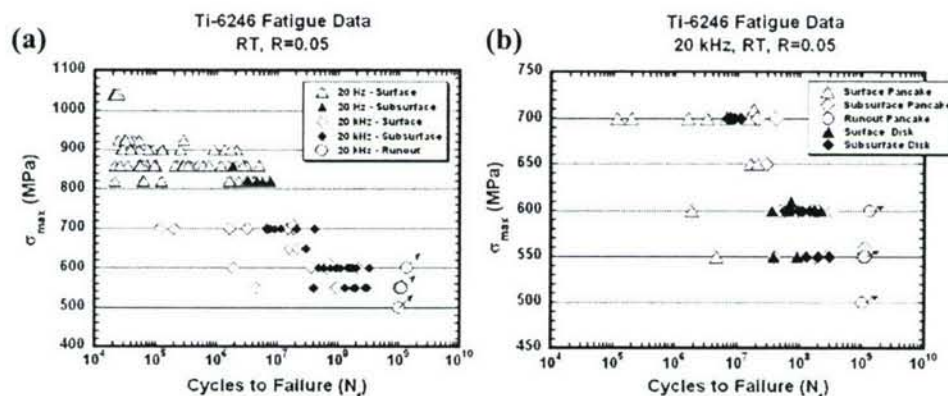 (a)
Ti-6246 Fatigue Data
RT, R=0.05
1100
1000
900
800
700
600
500
400
σmax (MPa)
20 Hz - Surface
20 Hz - Subsurface
20 kHz - Surface
20 kHz - Subsurface
20 kHz - Runout
10^4 10^5 10^6 10^7 10^8 10^9 10^10
Cycles to Failure (Nf)
(b)
Ti-6246 Fatigue Data
20 kHz, RT, R=0.05
750
700
650
600
550
500
450
σmax (MPa)
Surface Pancake
Subsurface Pancake
Runout Pancake
Surface Disk
Subsurface Disk
10^4 10^5 10^6 10^7 10^8 10^9 10^10
Cycles to Failure (Nf)